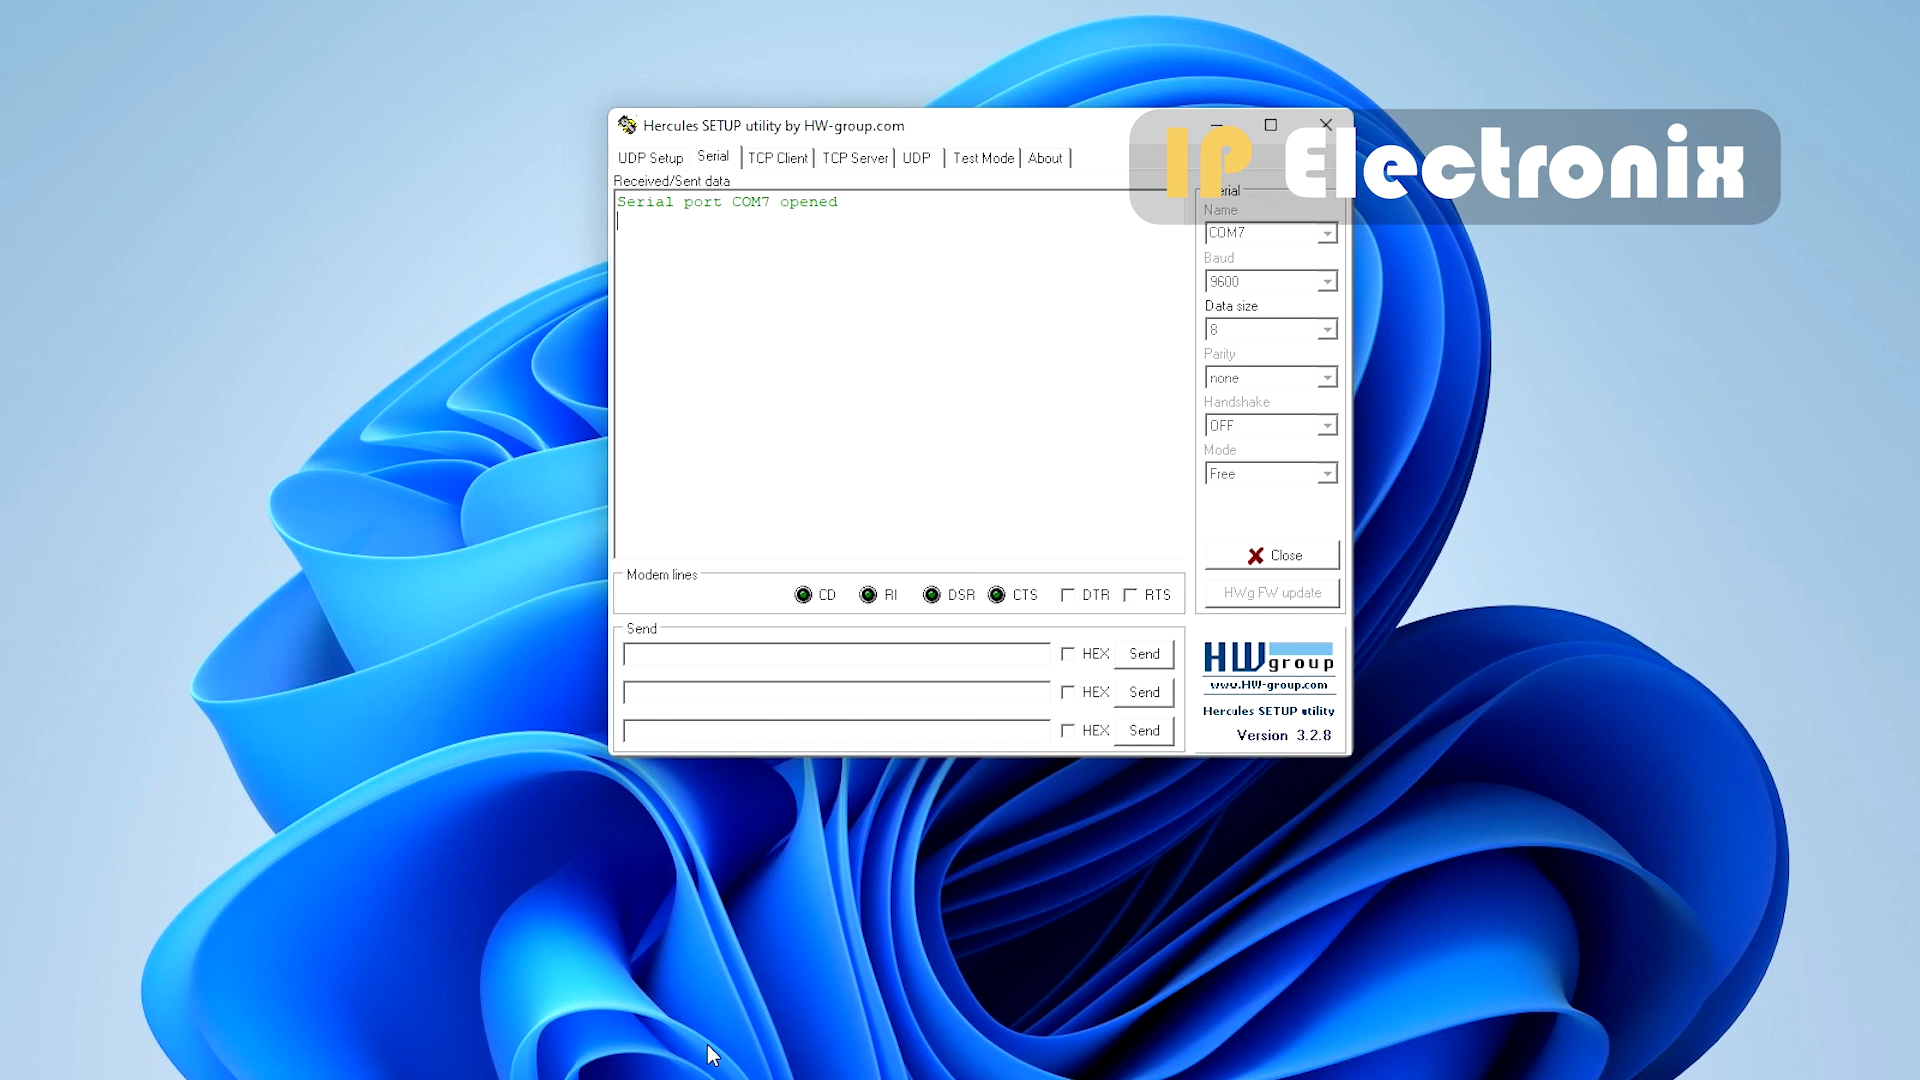 Hercules SETUP utility by HW-group.com
IP Electronix
UDP Setup Serial TCP Client TCP Server UDP Test Mode About
Received/Sent data
Serial port COM7 opened
Serial
Name
COM7
Baud
9600
Data size
8
Parity
none
Handshake
OFF
Mode
Free
Close
HWg FW update
Modem lines
CD RI DSR CTS DTR RTS
Send
HEX Send
HEX Send
HEX Send
HW group
www.HW-group.com
Hercules SETUP utility
Version 3.2.8